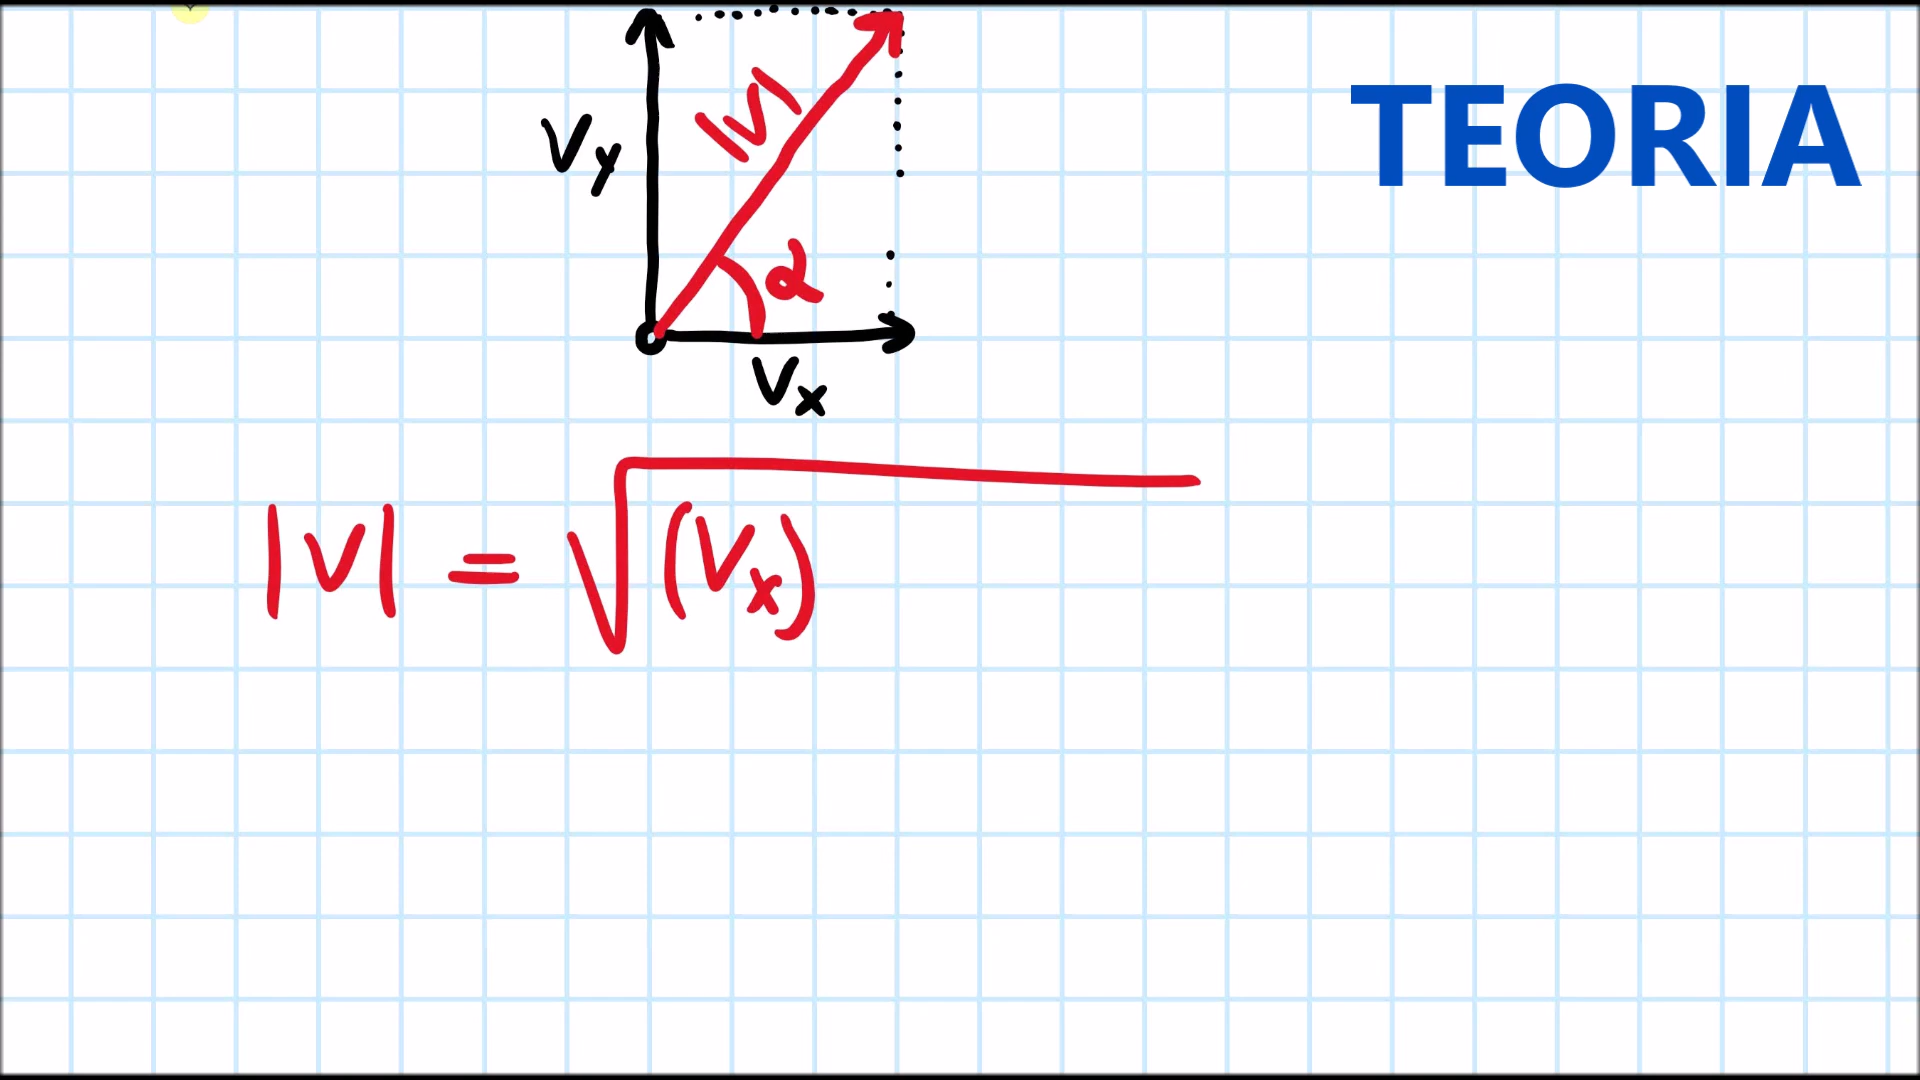 TEORIA
Vy
|V|
α
Vx
|V| = √(Vx)